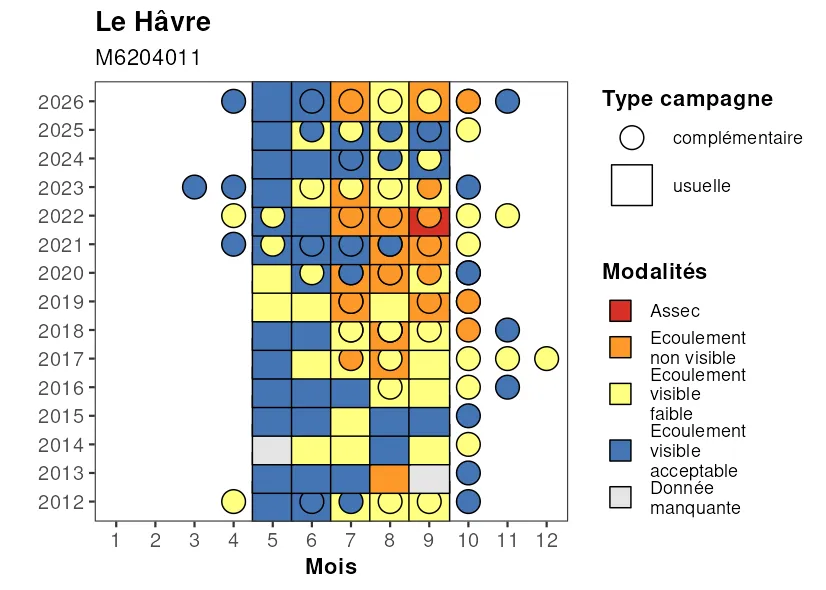 Le Hâvre
M6204011
2026
2025
2024
2023
2022
2021
2020
2019
2018
2017
2016
2015
2014
2013
2012
1 2 3 4 5 6 7 8 9 10 11 12
Mois
Type campagne
complémentaire
usuelle
Modalités
Assec
Ecoulement
non visible
Ecoulement
visible
faible
Ecoulement
visible
acceptable
Donnée
manquante